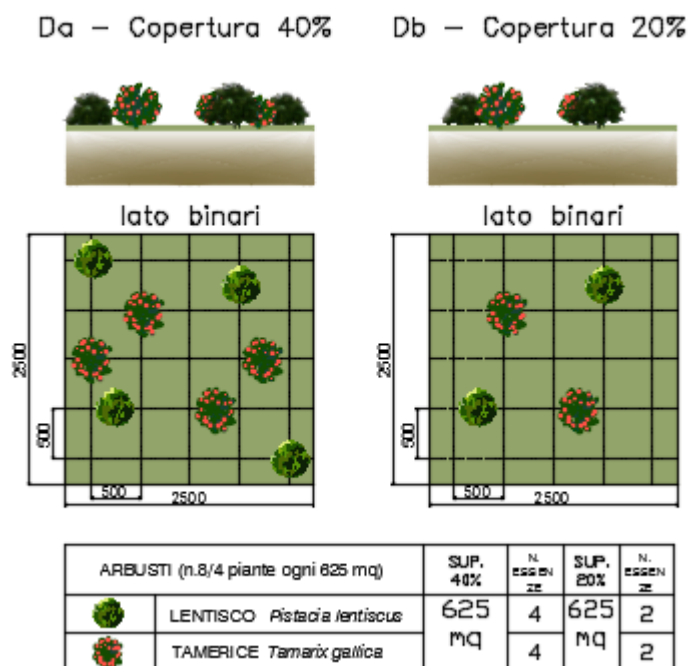 Da - Copertura 40%
Db - Copertura 20%
lato binari
lato binari
2500
500
500
2500
2500
500
500
2500
ARBUSTI (n.8/4 piante ogni 625 mq)
SUP. 40%
N. ESSENZE
SUP. 20%
N. ESSENZE
LENTISCO Pistacia lentiscus
625 mq
4
625 mq
2
TAMERICE Tamarix gallica
4
2